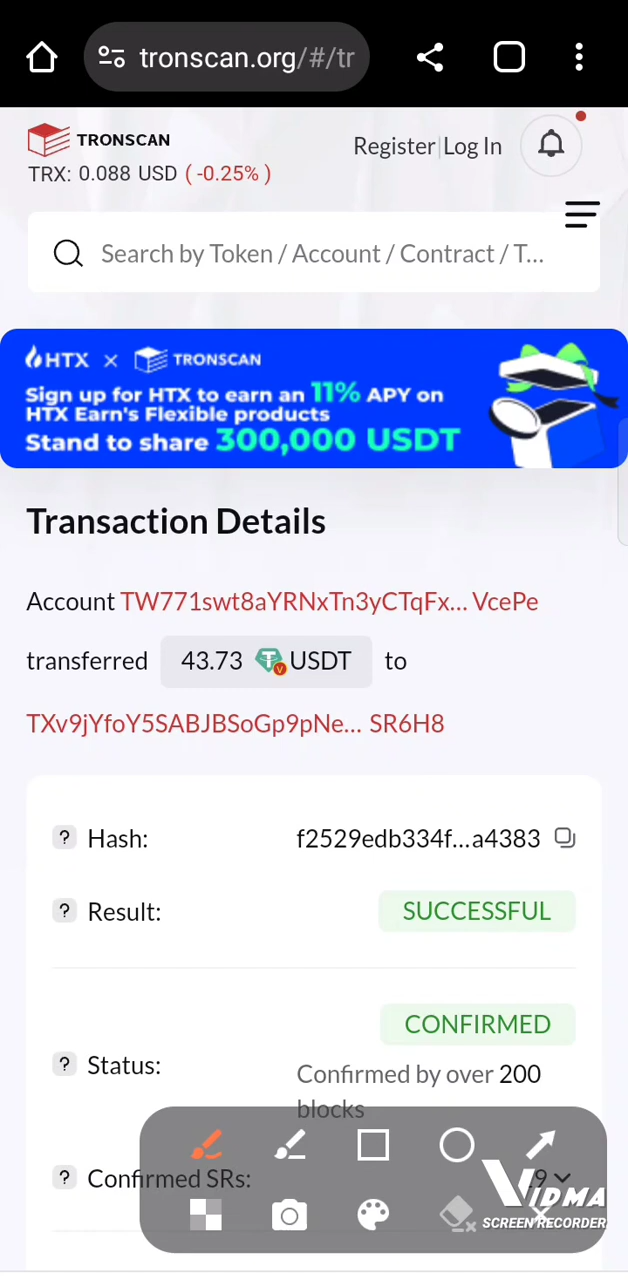 tronscan.org/#/tr
TRONSCAN
Register Log In
TRX: 0.088 USD ( -0.25% )
Search by Token / Account / Contract / T...
HTX × TRONSCAN
Sign up for HTX to earn an 11% APY on
HTX Earn's Flexible products
Stand to share 300,000 USDT
Transaction Details
Account TW771swt8aYRNxTn3yCTqFx... VcePe
transferred 43.73 USDT to
TXv9jYfoY5SABJBSoGp9pNe... SR6H8
? Hash: f2529edb334f...a4383
? Result: SUCCESSFUL
CONFIRMED
? Status: Confirmed by over 200
blocks
? Confirmed SRs:
VIDMA
SCREEN RECORDER